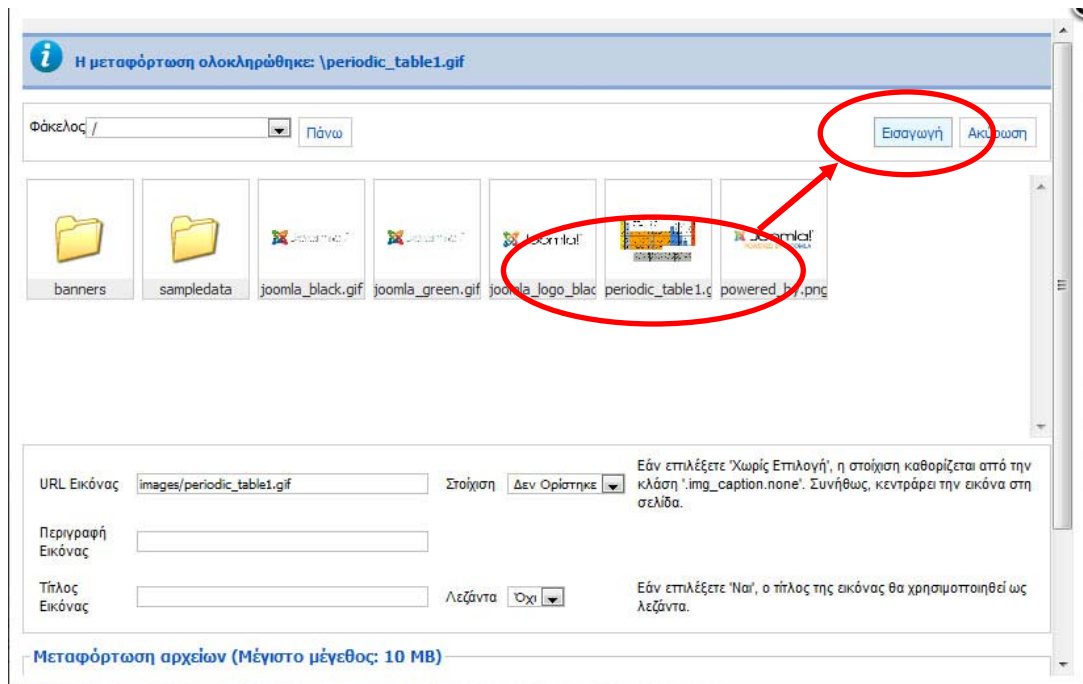 Η μεταφόρτωση ολοκληρώθηκε: \periodic_table1.gif
Φάκελος / Πάνω Εισαγωγή Ακύρωση
Joomla! Joomla!
banners sampledata joomla_black.gif joomla_green.gif joomla_logo_blac periodic_table1.g powered_by.png
Εάν επιλέξετε 'Χωρίς Επιλογή', η στοίχιση καθορίζεται από την
URL Εικόνας images/periodic_table1.gif Στοίχιση Δεν Ορίστηκε κλάση '.img_caption.none'. Συνήθως, κεντράρει την εικόνα στη
σελίδα.
Περιγραφή
Εικόνας
Τίτλος
Εικόνας
Λεζάντα Όχι
Εάν επιλέξετε 'Ναι', ο τίτλος της εικόνας θα χρησιμοποιηθεί ως
λεζάντα.
Μεταφόρτωση αρχείων (Μέγιστο μέγεθος: 10 MB)